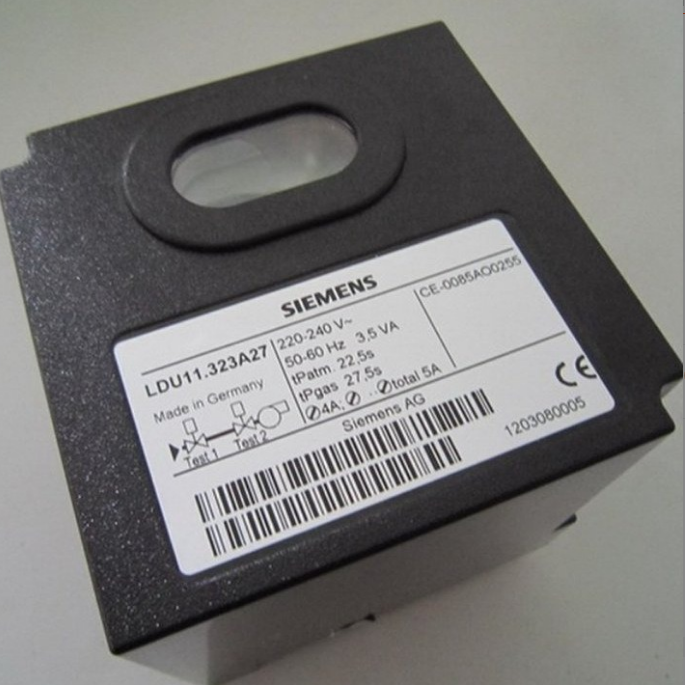 SIEMENS
LDU11.323A27
Made in Germany
Test 1
Test 2
220-240 V~
50-60 Hz 3,5 VA
tPatm. 22,5s
tPgas 27,5s
⊘4A; ⊘ ..⊘total 5A
CE-0085AO0255
CE
Siemens AG
1203080005